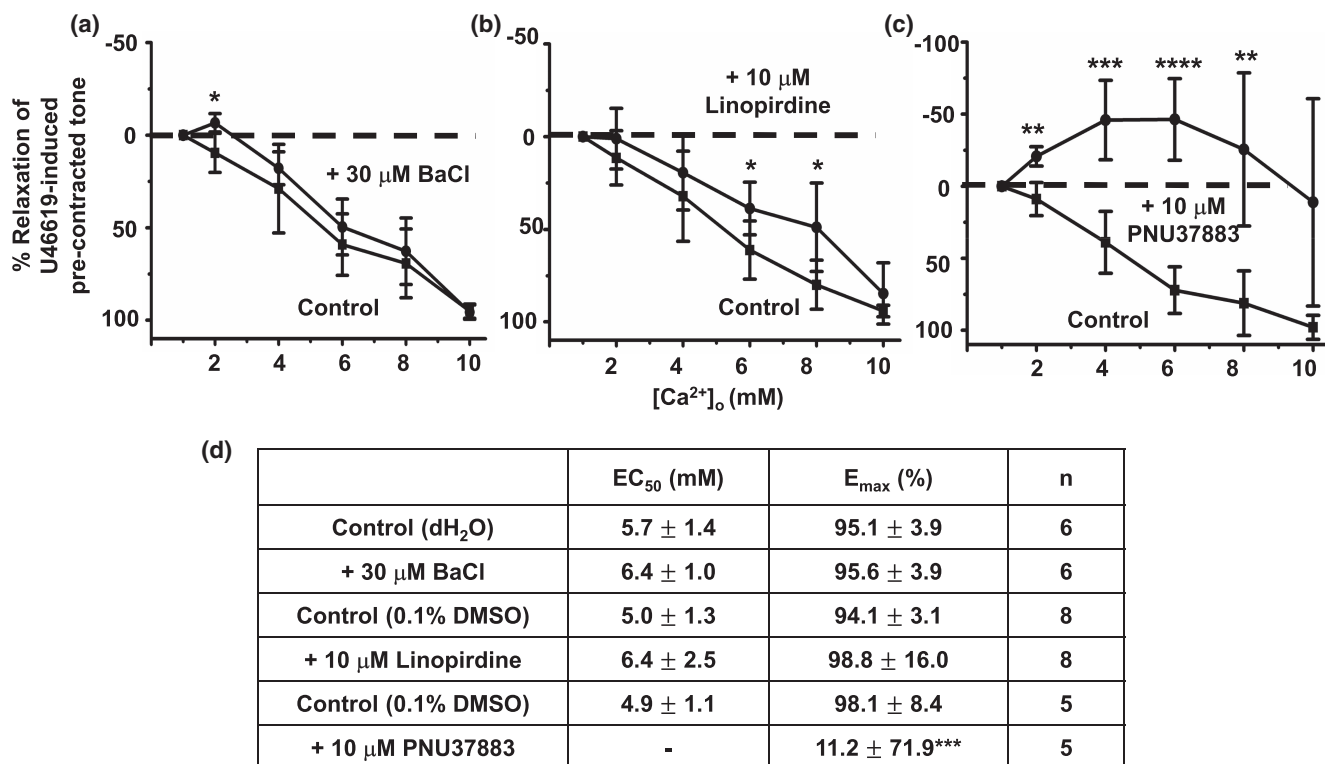 (a)
-50
0
50
100
% Relaxation of
U46619-induced
pre-contracted tone
*
+ 30 μM BaCl
Control
2 4 6 8 10
(b)
-50
0
50
100
+ 10 μM
Linopirdine
* *
Control
2 4 6 8 10
[Ca²⁺]ₒ (mM)
(c)
-100
-50
0
50
100
** *** **** **
+ 10 μM
PNU37883
Control
2 4 6 8 10
(d)
EC₅₀ (mM) Eₘₐₓ (%) n
Control (dH₂O) 5.7 ± 1.4 95.1 ± 3.9 6
+ 30 μM BaCl 6.4 ± 1.0 95.6 ± 3.9 6
Control (0.1% DMSO) 5.0 ± 1.3 94.1 ± 3.1 8
+ 10 μM Linopirdine 6.4 ± 2.5 98.8 ± 16.0 8
Control (0.1% DMSO) 4.9 ± 1.1 98.1 ± 8.4 5
+ 10 μM PNU37883 - 11.2 ± 71.9*** 5